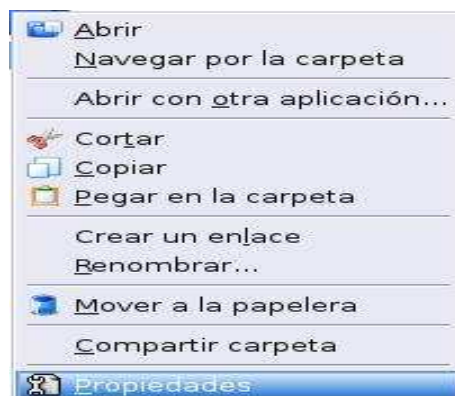 Abrir
Navegar por la carpeta
Abrir con otra aplicación...
Cortar
Copiar
Pegar en la carpeta
Crear un enlace
Renombrar...
Mover a la papelera
Compartir carpeta
Propiedades